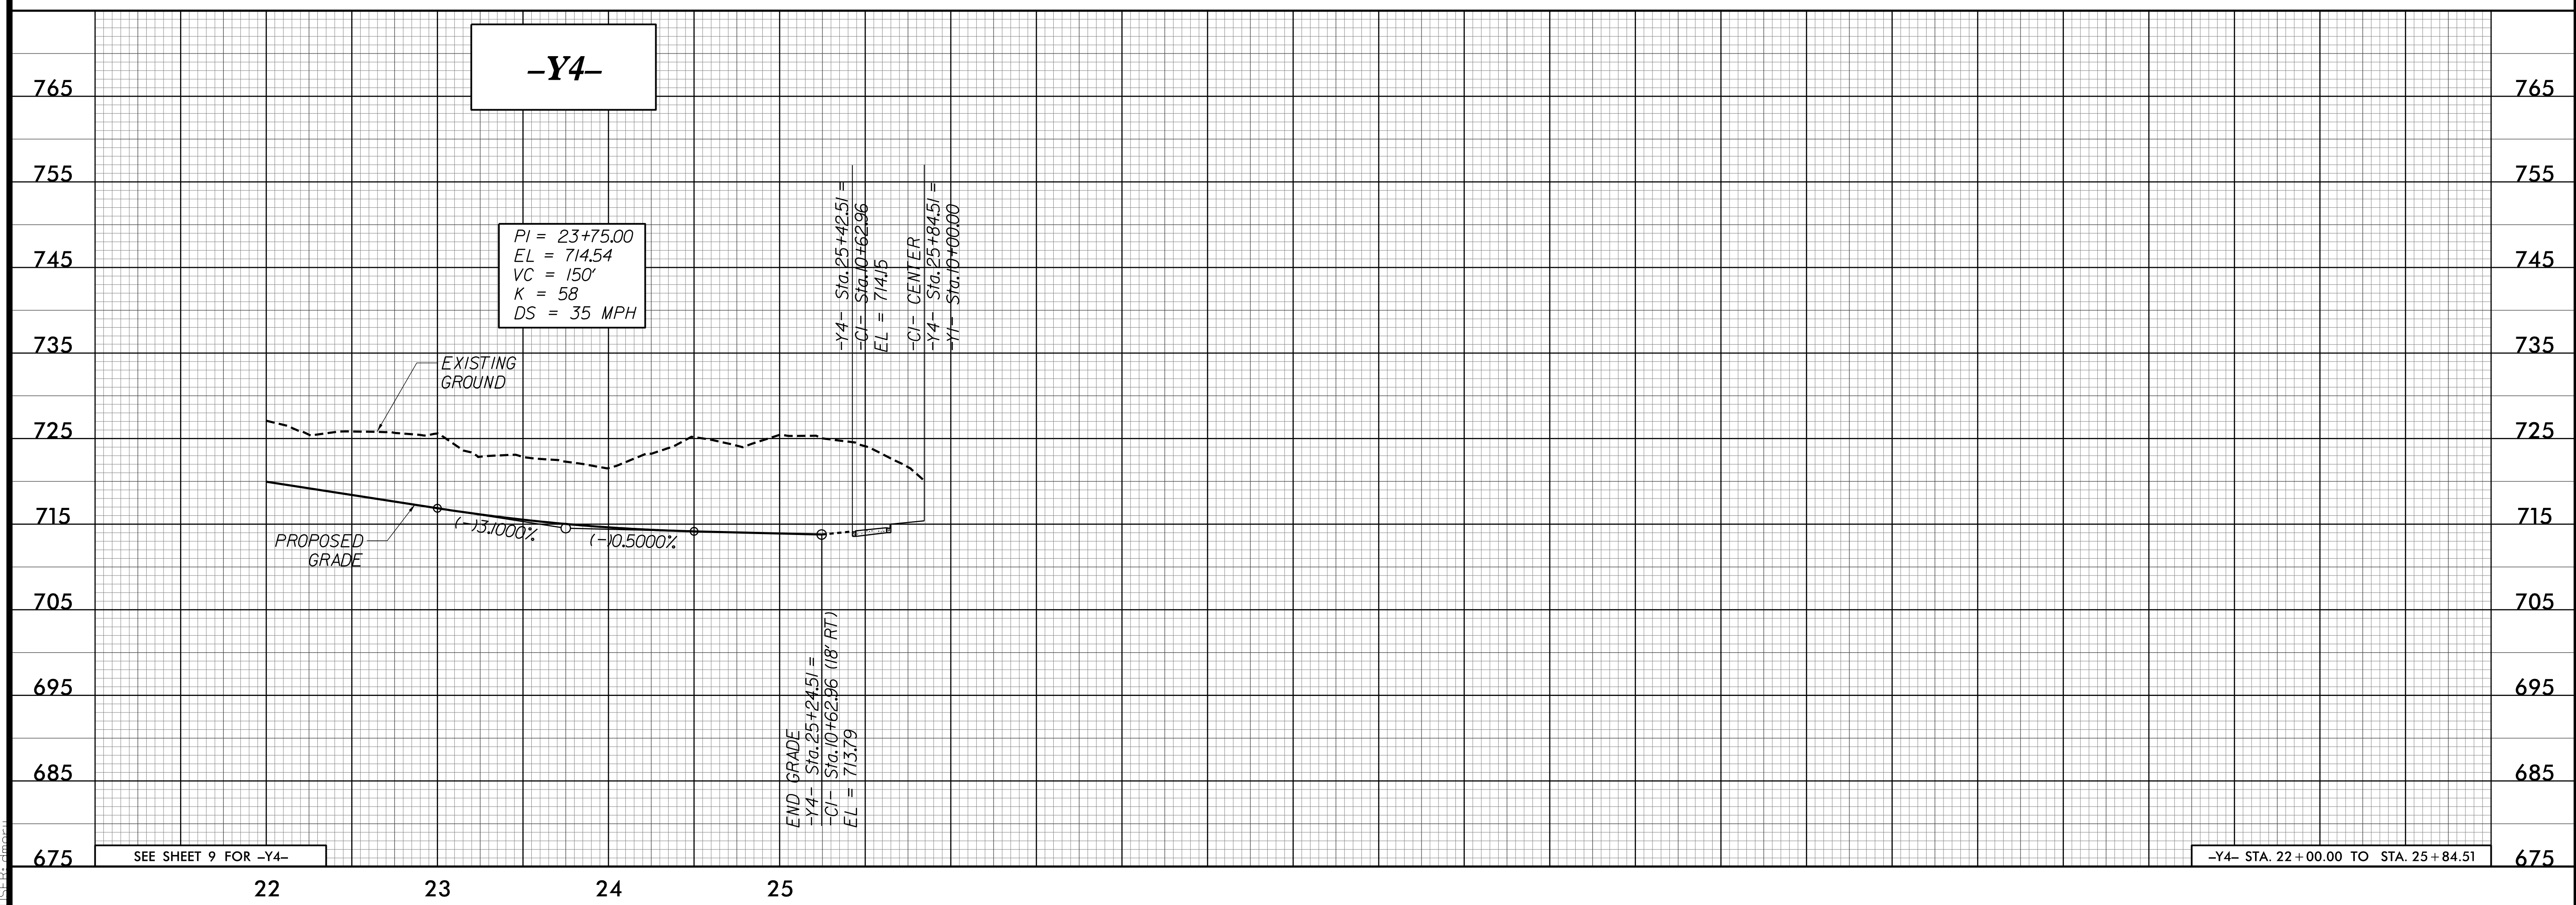 –Y4–
765
765
755
755
745
745
735
735
725
725
715
715
705
705
695
695
685
685
675
675
PI = 23+75.00
EL = 714.54
VC = 150'
K = 58
DS = 35 MPH
-Y4- Sta. 25+42.51 =
-C1- Sta. 10+62.96
EL = 714.15
-C1- CENTER
-Y4- Sta. 25+84.51 =
-Y1- Sta. 10+00.00
EXISTING
GROUND
PROPOSED
GRADE
(-)3.1000%
(-)0.5000%
END GRADE
-Y4- Sta. 25+24.51 =
-C1- Sta. 10+62.96 (18' RT)
EL = 713.79
SEE SHEET 9 FOR –Y4–
–Y4– STA. 22+00.00 TO STA. 25+84.51
22
23
24
25